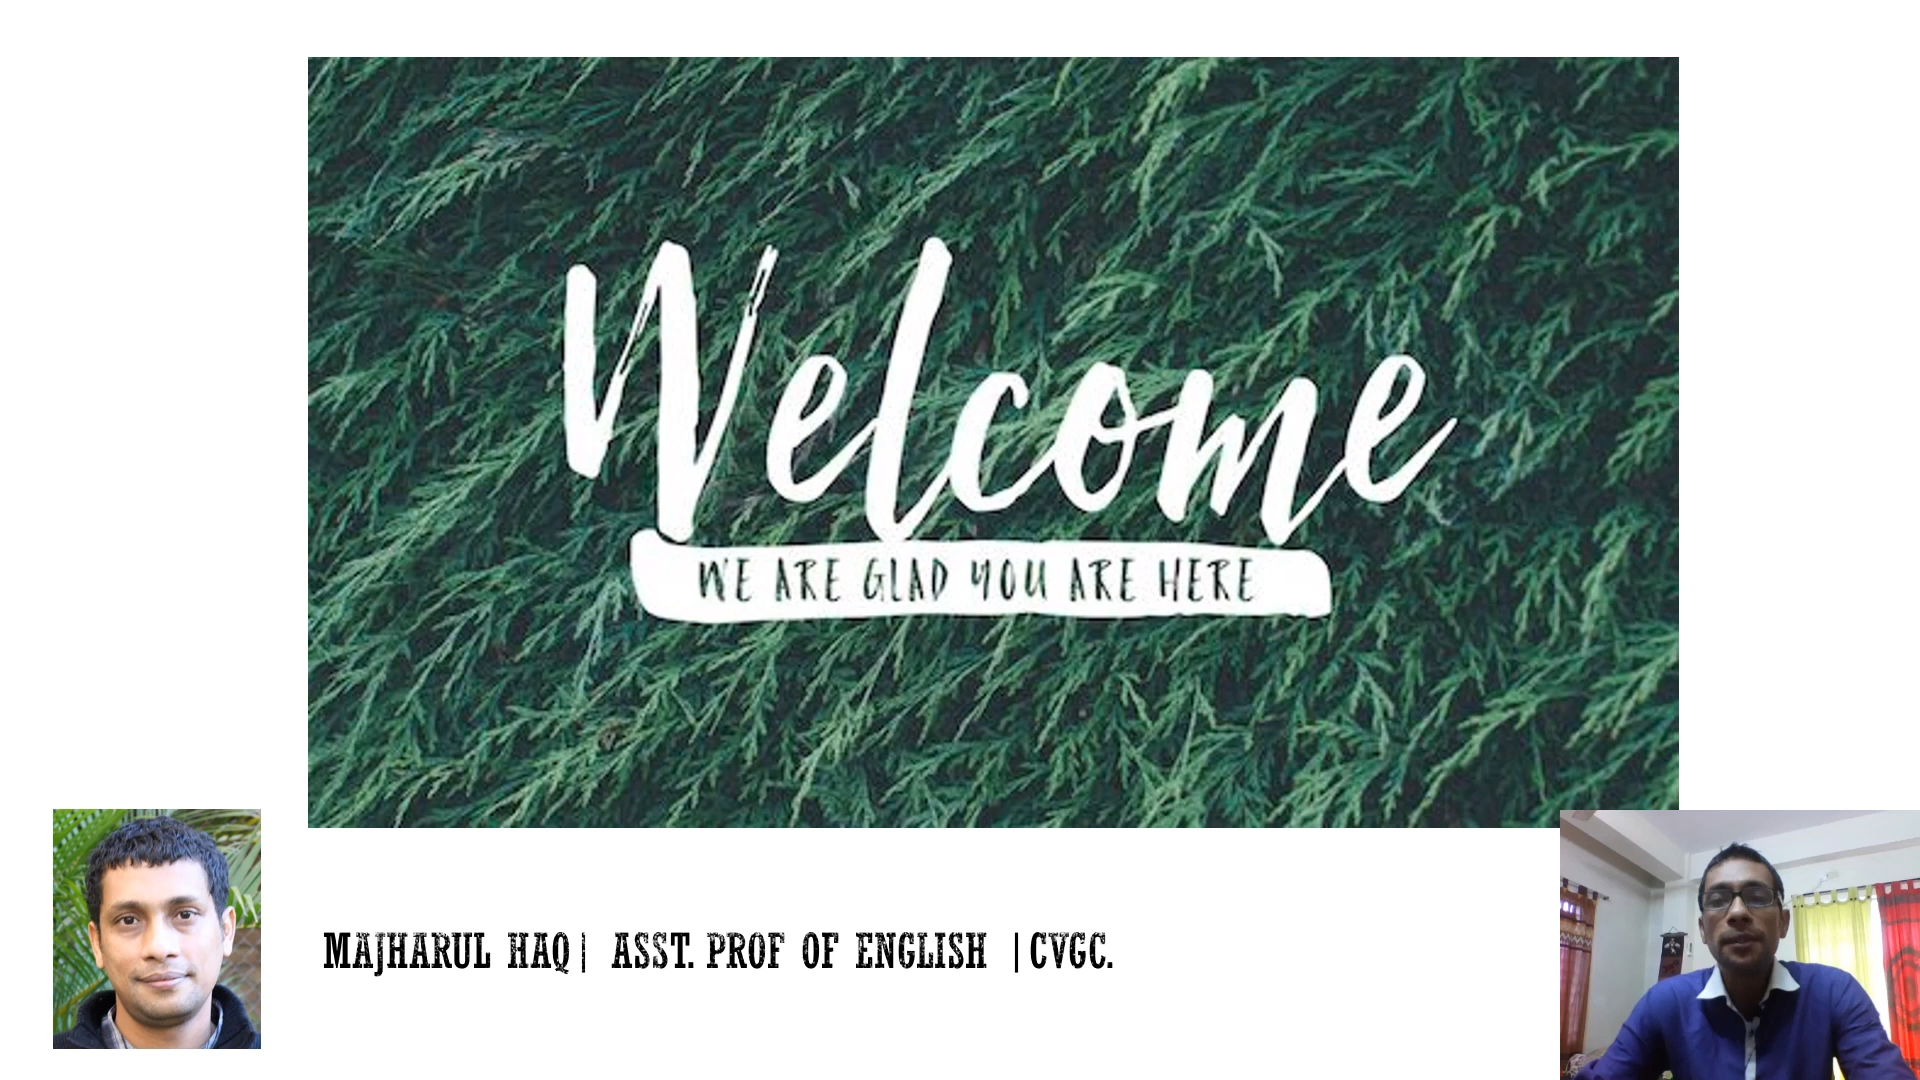 Welcome
WE ARE GLAD YOU ARE HERE
MAJHARUL HAQ| ASST. PROF OF ENGLISH |CVGC.